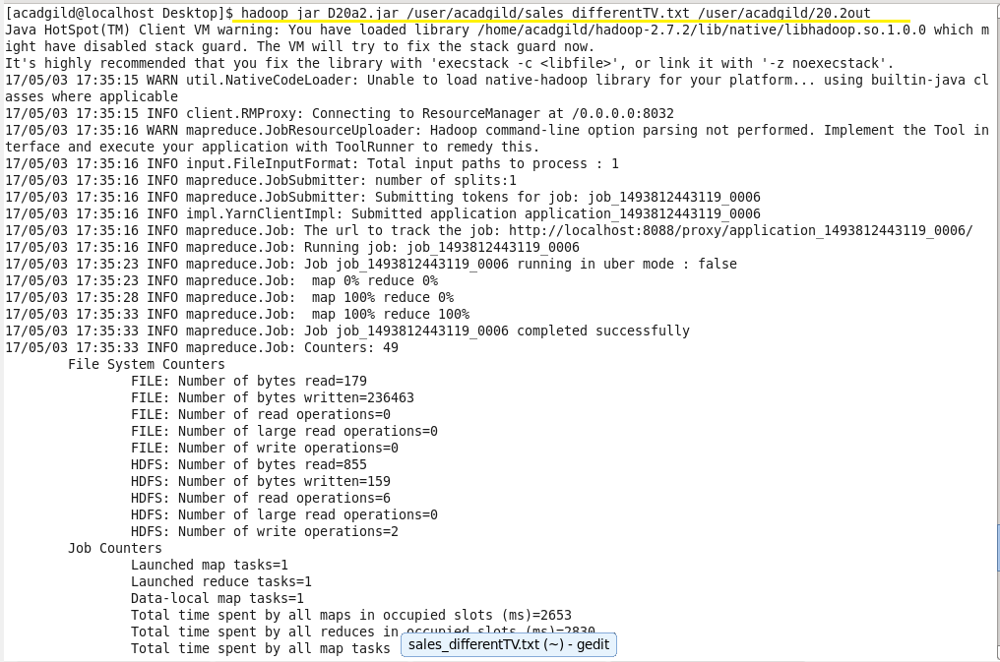 [acadgild@localhost Desktop]$ hadoop jar D20a2.jar /user/acadgild/sales_differentTV.txt /user/acadgild/20.2out
Java HotSpot(TM) Client VM warning: You have loaded library /home/acadgild/hadoop-2.7.2/lib/native/libhadoop.so.1.0.0 which m
ight have disabled stack guard. The VM will try to fix the stack guard now.
It's highly recommended that you fix the library with 'execstack -c <libfile>', or link it with '-z noexecstack'.
17/05/03 17:35:15 WARN util.NativeCodeLoader: Unable to load native-hadoop library for your platform... using builtin-java cl
asses where applicable
17/05/03 17:35:15 INFO client.RMProxy: Connecting to ResourceManager at /0.0.0.0:8032
17/05/03 17:35:16 WARN mapreduce.JobResourceUploader: Hadoop command-line option parsing not performed. Implement the Tool in
terface and execute your application with ToolRunner to remedy this.
17/05/03 17:35:16 INFO input.FileInputFormat: Total input paths to process : 1
17/05/03 17:35:16 INFO mapreduce.JobSubmitter: number of splits:1
17/05/03 17:35:16 INFO mapreduce.JobSubmitter: Submitting tokens for job: job_1493812443119_0006
17/05/03 17:35:16 INFO impl.YarnClientImpl: Submitted application application_1493812443119_0006
17/05/03 17:35:16 INFO mapreduce.Job: The url to track the job: http://localhost:8088/proxy/application_1493812443119_0006/
17/05/03 17:35:16 INFO mapreduce.Job: Running job: job_1493812443119_0006
17/05/03 17:35:23 INFO mapreduce.Job: Job job_1493812443119_0006 running in uber mode : false
17/05/03 17:35:23 INFO mapreduce.Job:  map 0% reduce 0%
17/05/03 17:35:28 INFO mapreduce.Job:  map 100% reduce 0%
17/05/03 17:35:33 INFO mapreduce.Job:  map 100% reduce 100%
17/05/03 17:35:33 INFO mapreduce.Job: Job job_1493812443119_0006 completed successfully
17/05/03 17:35:33 INFO mapreduce.Job: Counters: 49
File System Counters
FILE: Number of bytes read=179
FILE: Number of bytes written=236463
FILE: Number of read operations=0
FILE: Number of large read operations=0
FILE: Number of write operations=0
HDFS: Number of bytes read=855
HDFS: Number of bytes written=159
HDFS: Number of read operations=6
HDFS: Number of large read operations=0
HDFS: Number of write operations=2
Job Counters
Launched map tasks=1
Launched reduce tasks=1
Data-local map tasks=1
Total time spent by all maps in occupied slots (ms)=2653
Total time spent by all reduces in occupied slots (ms)=2830
Total time spent by all map tasks
sales_differentTV.txt (~) - gedit